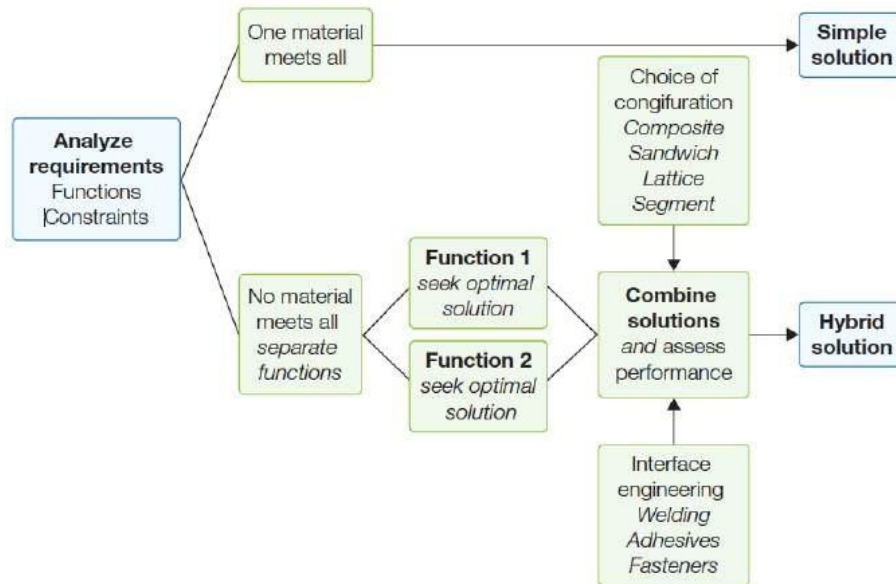 One material
meets all
Simple
solution
Choice of
congifuration
Composite
Sandwich
Lattice
Segment
Analyze
requirements
Functions
Constraints
No material
meets all
separate
functions
Function 1
seek optimal
solution
Function 2
seek optimal
solution
Combine
solutions
and assess
performance
Hybrid
solution
Interface
engineering
Welding
Adhesives
Fasteners